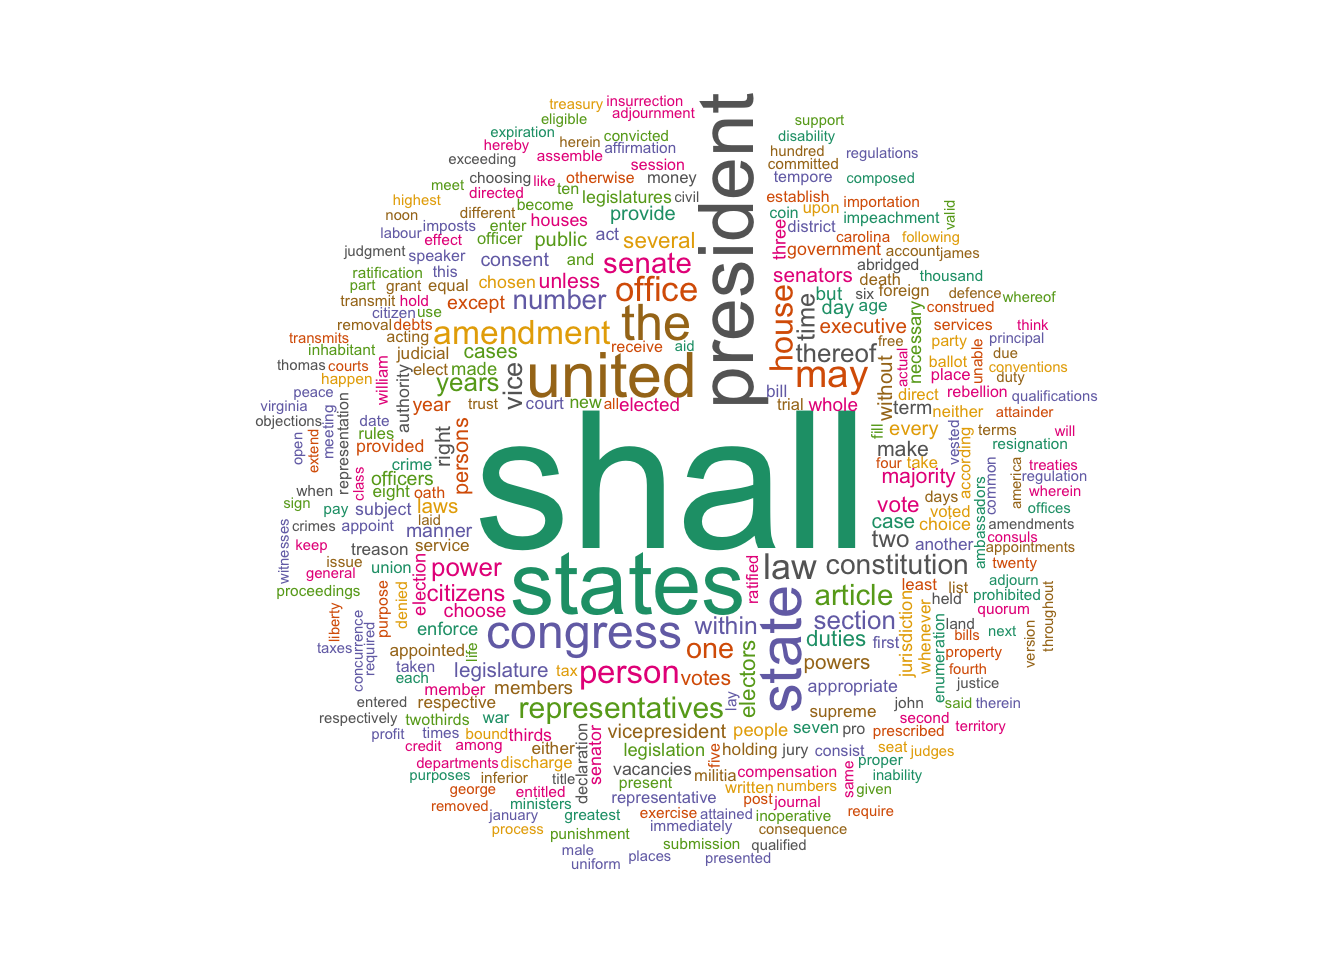 treasury insurrection
eligible adjournment
expiration convicted support
hereby herein affirmation disability
exceeding assemble session hundred regulations
choosing like otherwise money committed
meet directed ten tempore composed
highest become legislatures civil establish importation
noon different houses provide coin upon valid
labour imposts enter act district impeachment
judgment effect officer public several three carolina following
speaker consent and senate president government account james
ratification this chosen unless senators abridged
part grant equal office but death thousand
transmit hold except number house time six foreign defence whereof
citizen use day age construed
removal debts amendment the executive necessary services think
transmits acting receive aid thereof free party principal
inhabitant judicial cases actual ballot due
thomas courts elect made united may without place unable conventions
happen william years vice direct duty
peace authority bill rebellion qualifications
virginia date year trust court new all elected trial whole term neither attainder
objections meeting representation rules right fill every terms will
open extend provided persons shall make vested resignation
when class crime four take according common america treaties
sign officers eight oath majority regulation
pay subject laws vote days wherein
witnesses crimes appoint laid case voted ambassadors offices
keep manner choice amendments
treason service two another consuls
issue election power states ratified law constitution appointments
general union twenty
proceedings purpose denied citizens article least list adjourn
choose state jurisdiction held prohibited
liberty enforce congress within section whenever quorum throughout
taxes concurrence required appointed life duties first enumeration land bills next version
taken legislature tax one electors powers property
each person votes fourth
member members lay appropriate justice
entered respective representatives john said therein
respectively twothirds war supreme second territory
profit times bound thirds vicepresident people seven pro prescribed
credit among either senator legislation five holding jury consist seat judges
departments discharge declaration vacancies proper
purposes inferior title present militia compensation same inability
george entitled written numbers given
removed ministers representative post journal
january greatest exercise attained inoperative require
process punishment immediately consequence
male submission qualified
uniform places presented